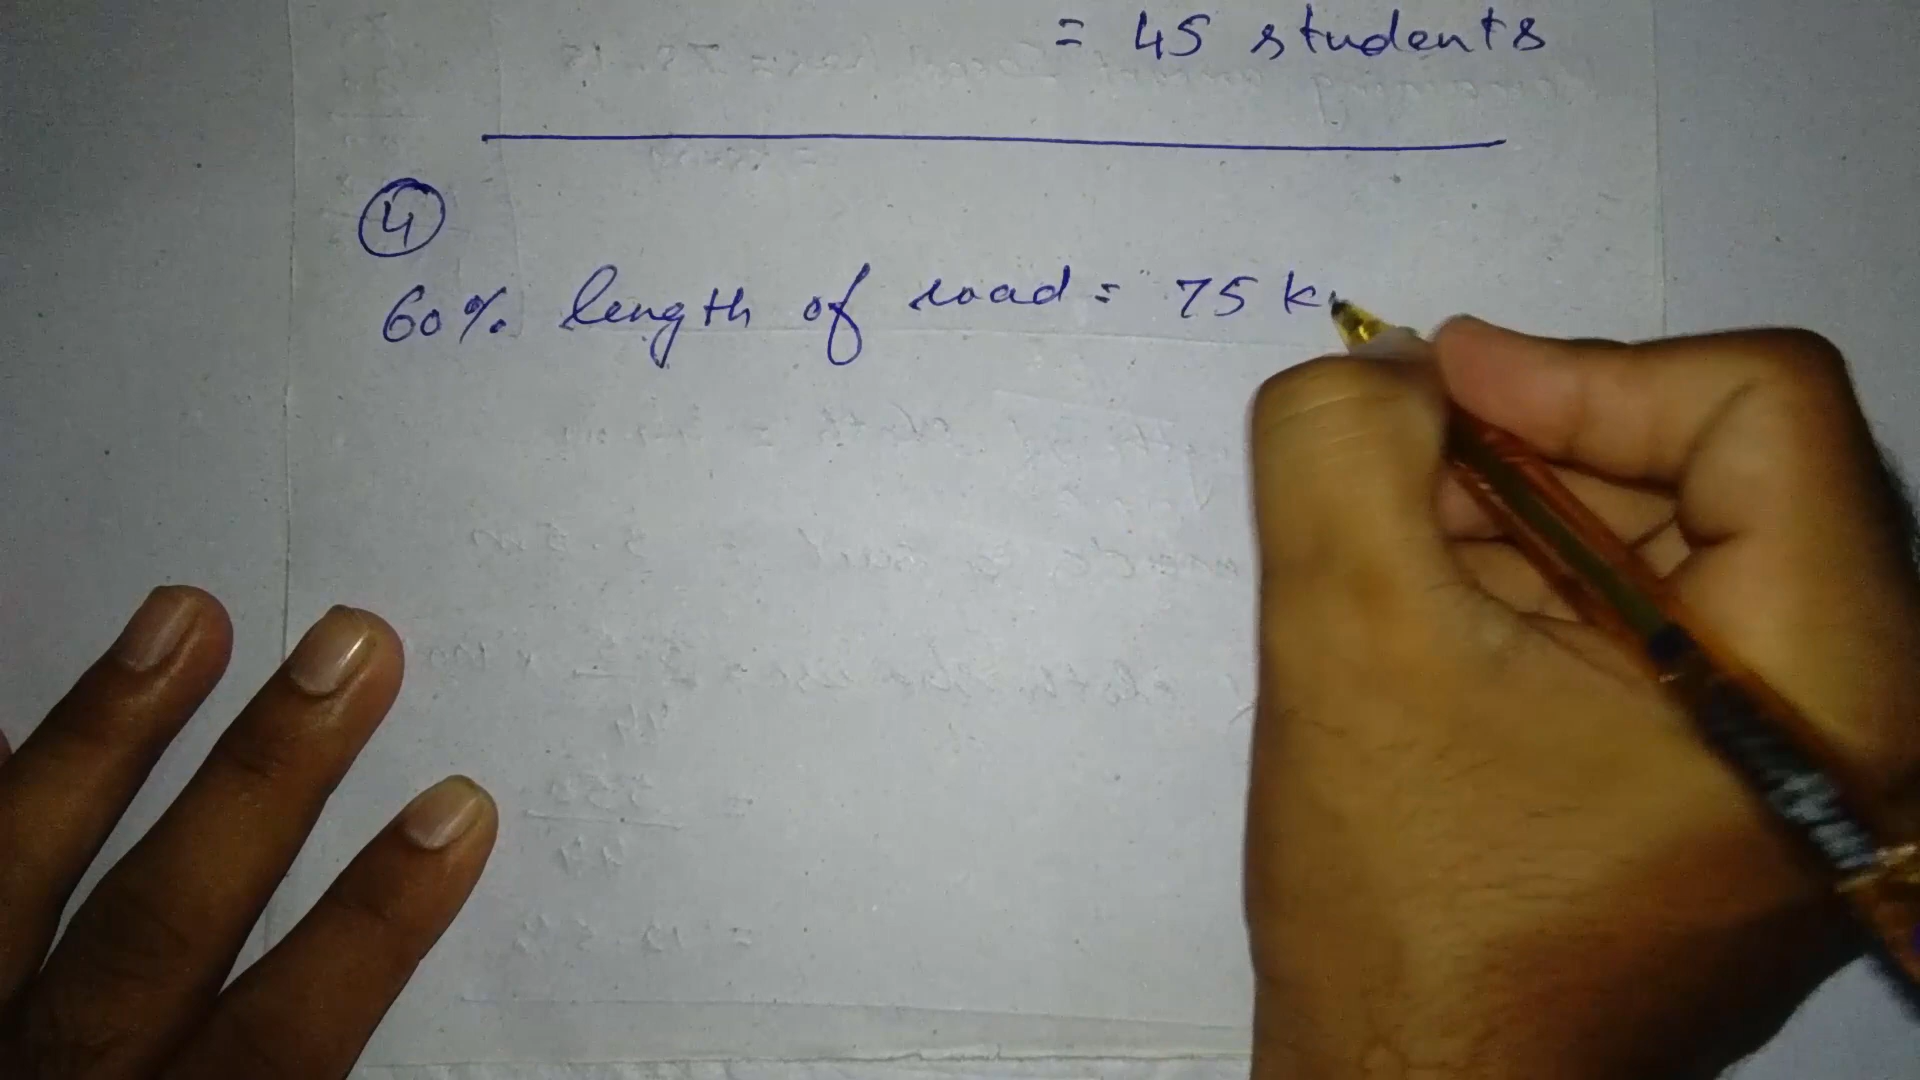 = 45 students
4
60% length of road = 75 k